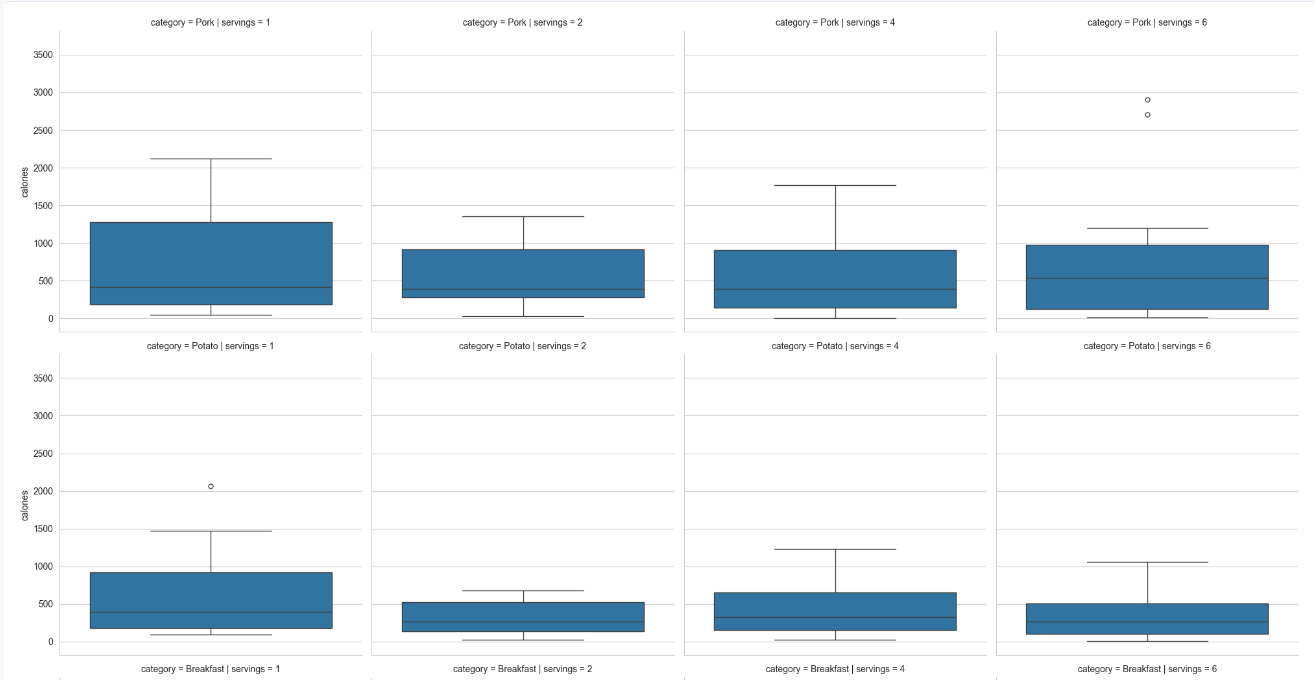 category = Pork | servings = 1
category = Pork | servings = 2
category = Pork | servings = 4
category = Pork | servings = 6
3500
3000
2500
2000
1500
1000
500
0
calories
category = Potato | servings = 1
category = Potato | servings = 2
category = Potato | servings = 4
category = Potato | servings = 6
3500
3000
2500
2000
1500
1000
500
0
calories
category = Breakfast | servings = 1
category = Breakfast | servings = 2
category = Breakfast | servings = 4
category = Breakfast | servings = 6